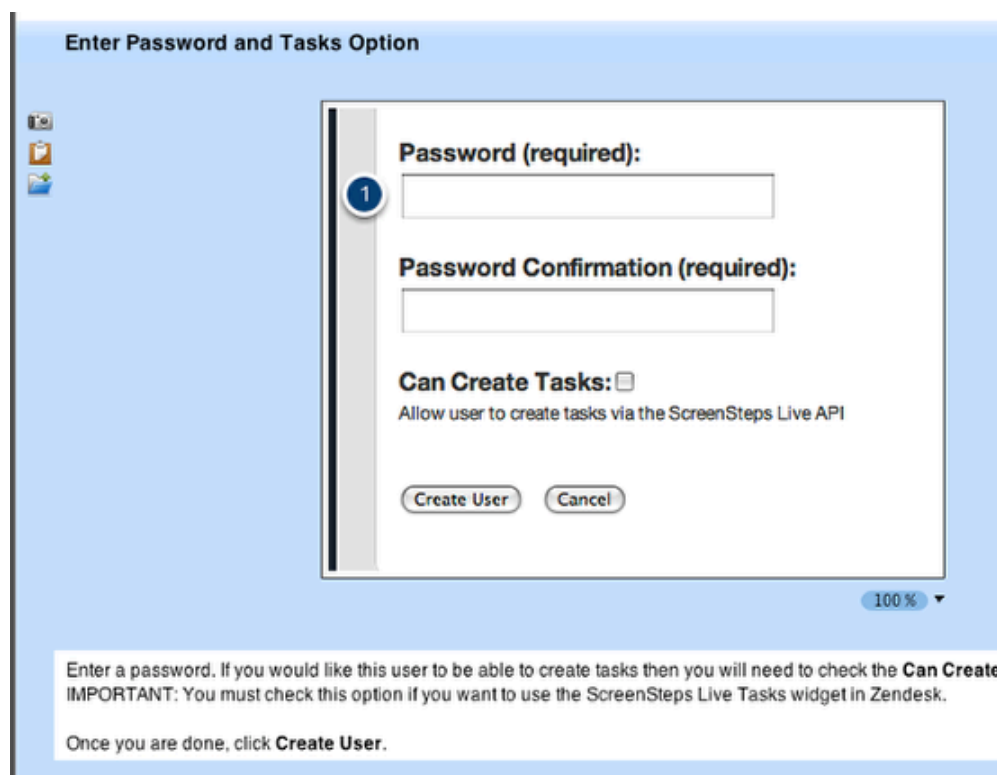 Enter Password and Tasks Option
Password (required):
1
Password Confirmation (required):
Can Create Tasks:
Allow user to create tasks via the ScreenSteps Live API
Create User
Cancel
100 %
Enter a password. If you would like this user to be able to create tasks then you will need to check the Can Create
IMPORTANT: You must check this option if you want to use the ScreenSteps Live Tasks widget in Zendesk.
Once you are done, click Create User.